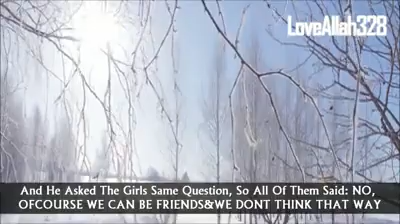 LoveAllah328
And He Asked The Girls Same Question, So All Of Them Said: NO,
OFCOURSE WE CAN BE FRIENDS&WE DONT THINK THAT WAY